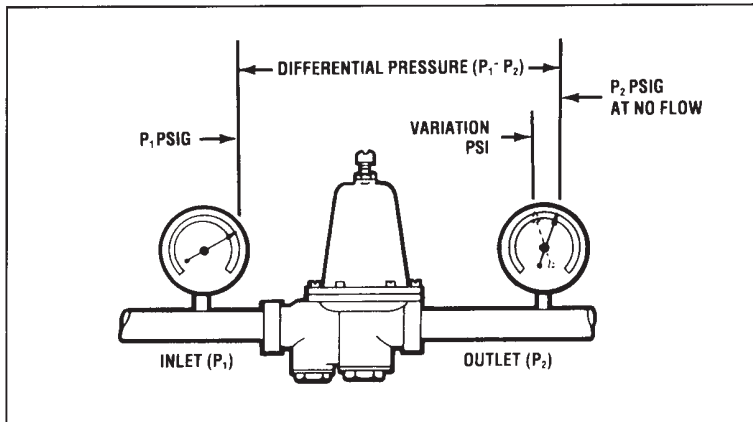 DIFFERENTIAL PRESSURE (P₁- P₂)
P₂ PSIG
AT NO FLOW
VARIATION
PSI
P₁ PSIG
INLET (P₁)
OUTLET (P₂)